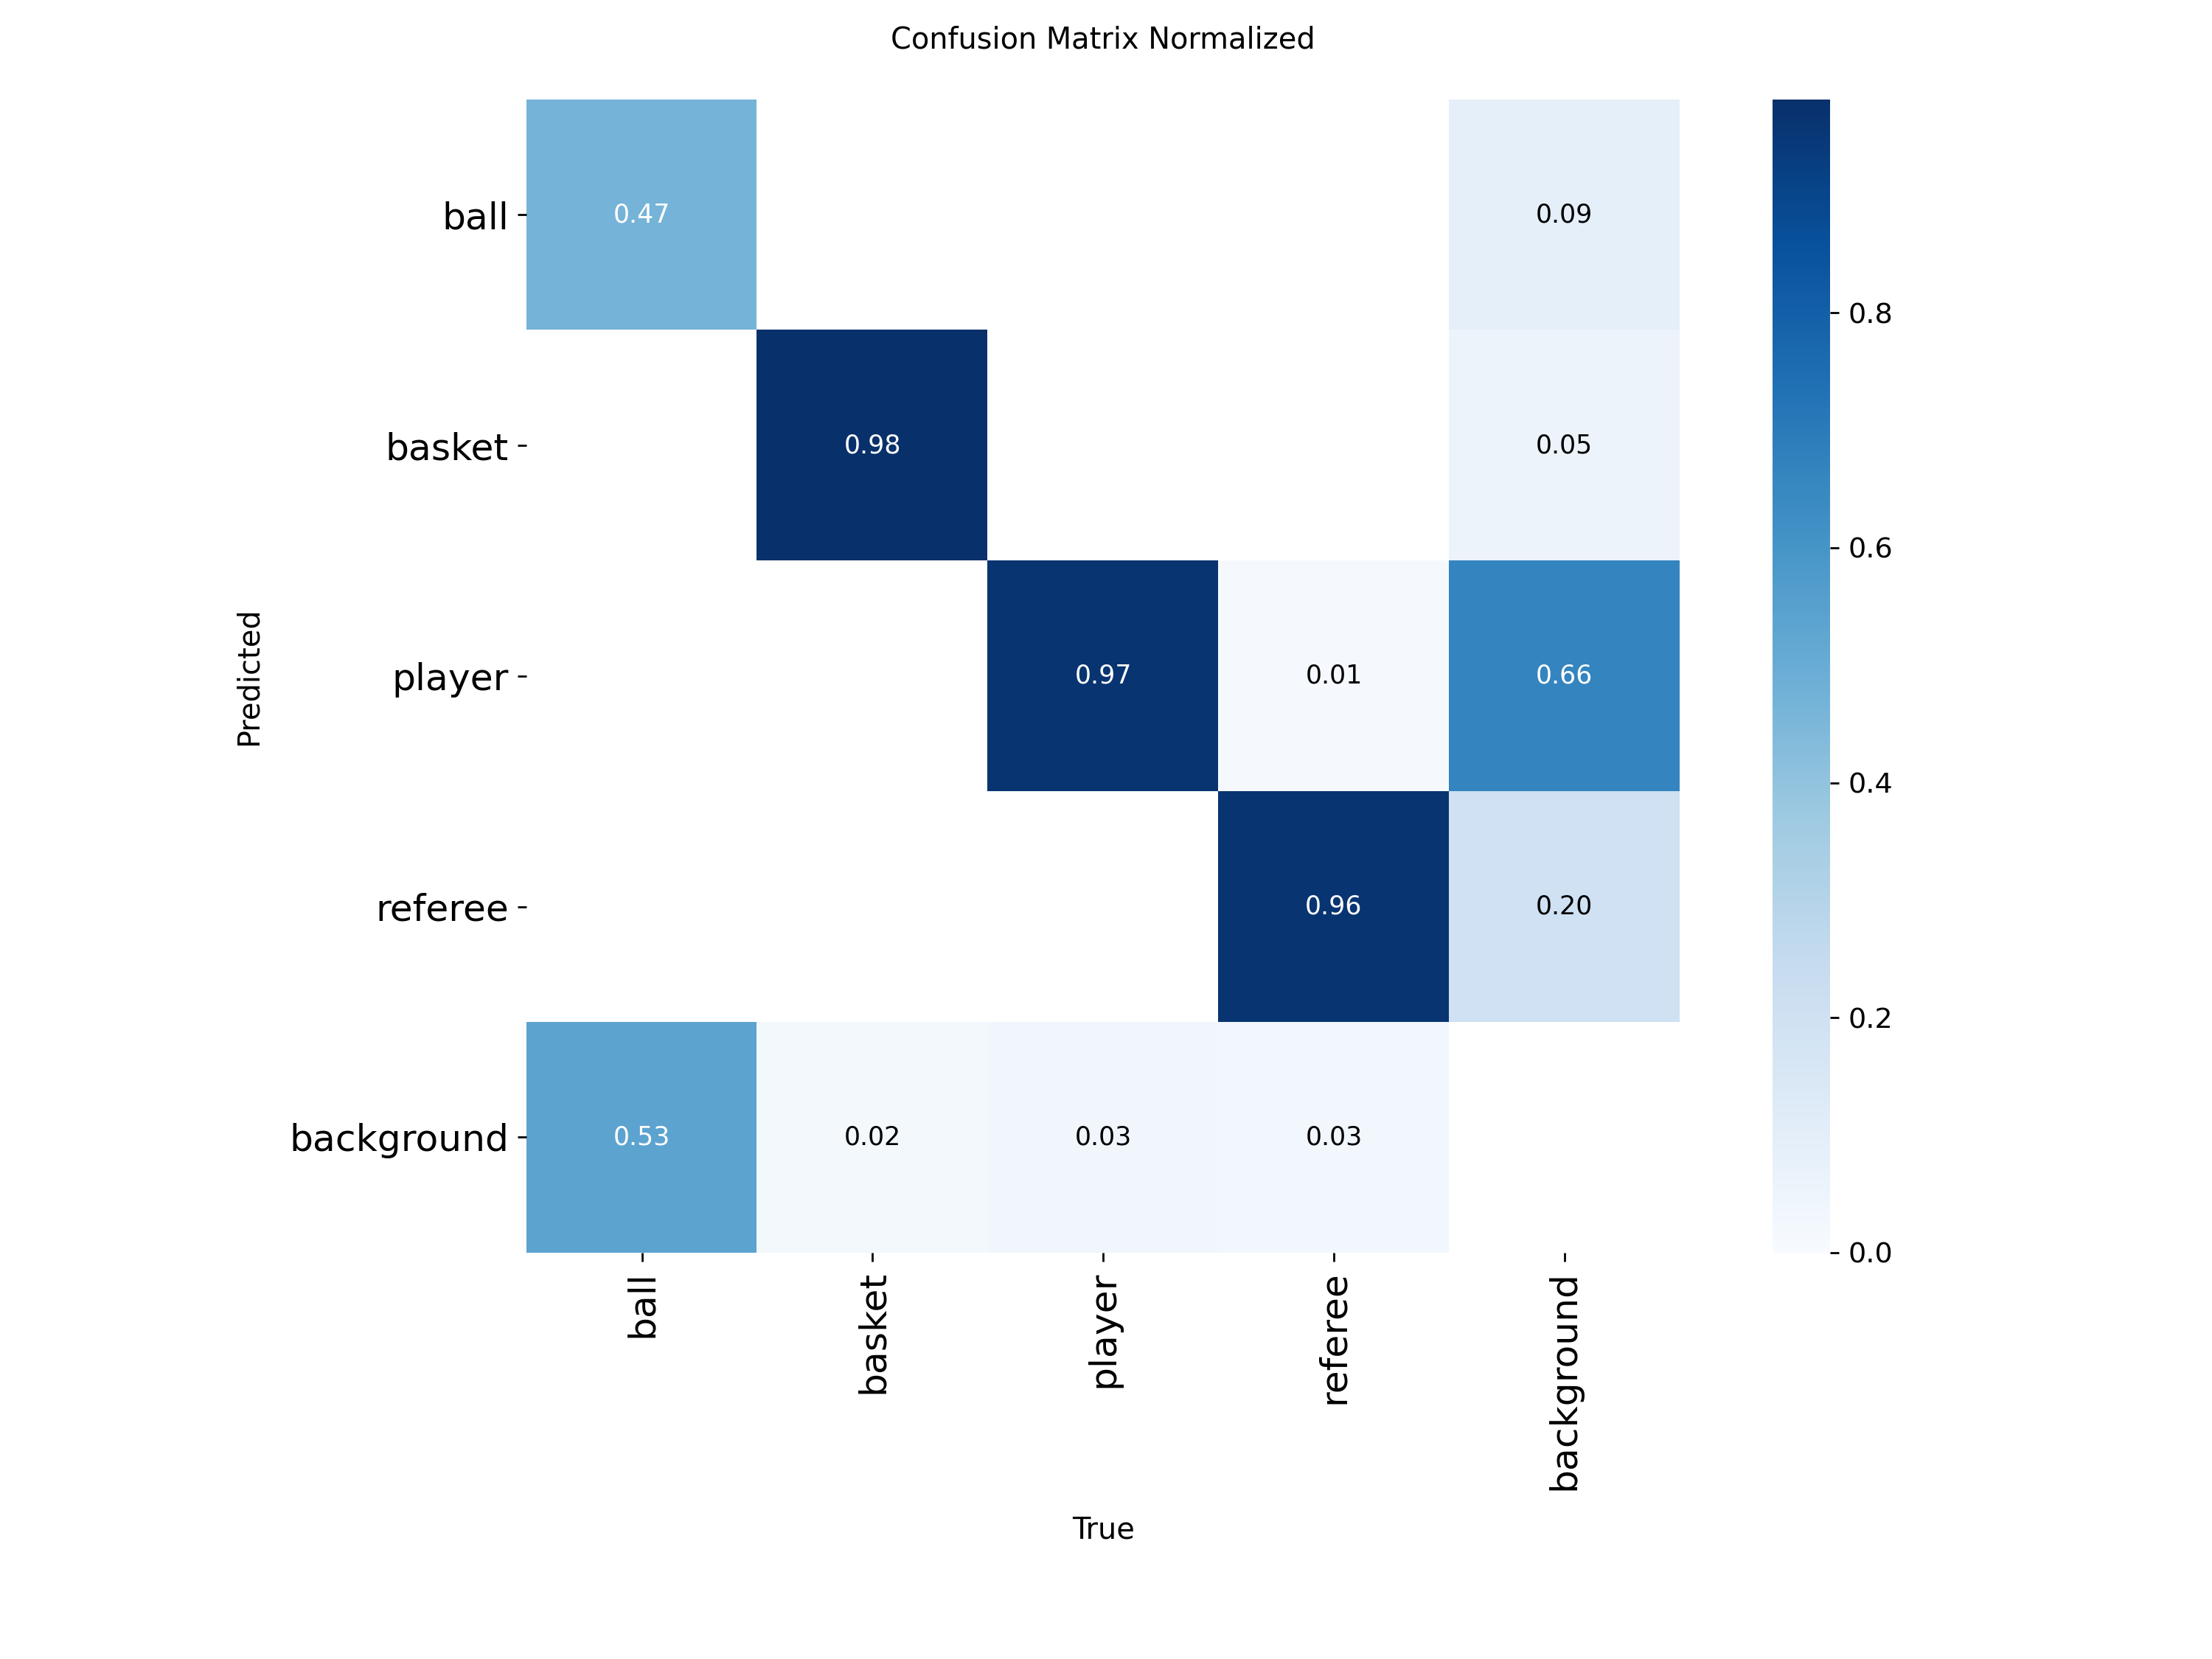 Confusion Matrix Normalized
ball
0.47
0.09
basket
0.98
0.05
player
0.97
0.01
0.66
referee
0.96
0.20
background
0.53
0.02
0.03
0.03
ball
basket
player
referee
background
Predicted
True
0.8
0.6
0.4
0.2
0.0